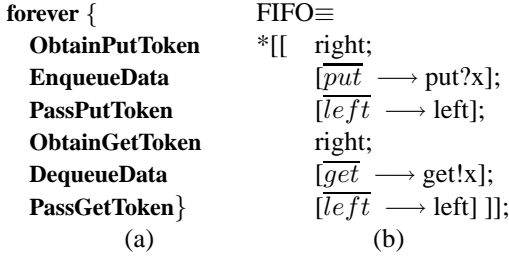 forever { FIFO≡
ObtainPutToken *[[ right;
EnqueueData [put ⟶ put?x];
PassPutToken [left ⟶ left];
ObtainGetToken right;
DequeueData [get ⟶ get!x];
PassGetToken} [left ⟶ left] ]];
(a) (b)